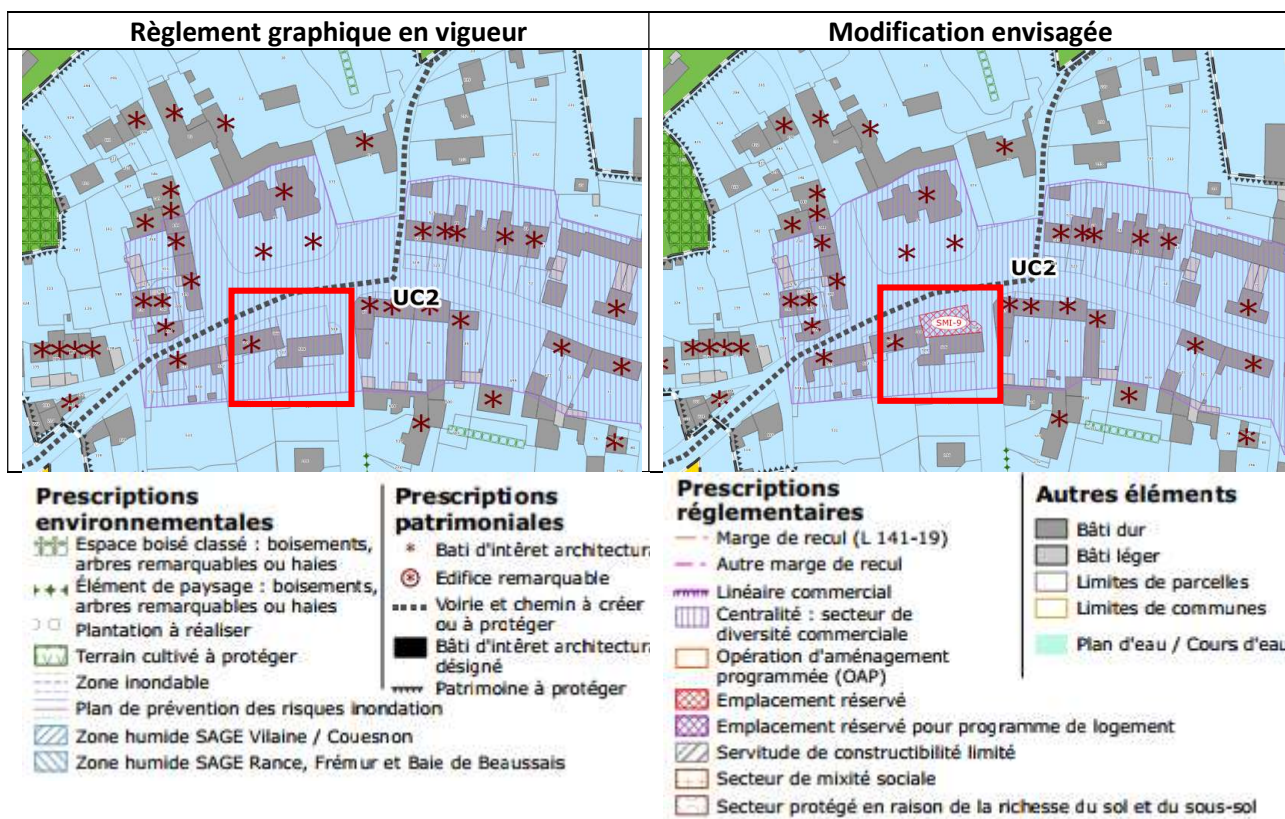 Règlement graphique en vigueur
Modification envisagée
UC2
UC2
SMI-9
Prescriptions
environnementales
Espace boisé classé : boisements,
arbres remarquables ou haies
Élément de paysage : boisements,
arbres remarquables ou haies
Plantation à réaliser
Terrain cultivé à protéger
Zone inondable
Plan de prévention des risques inondation
Zone humide SAGE Vilaine / Couesnon
Zone humide SAGE Rance, Frémur et Baie de Beaussais
Prescriptions
patrimoniales
Bati d'intêret architectura
Edifice remarquable
Voirie et chemin à créer
ou à protéger
Bâti d'intêret architectura
désigné
Patrimoine à protéger
Prescriptions
réglementaires
Marge de recul (L 141-19)
Autre marge de recul
Linéaire commercial
Centralité : secteur de
diversité commerciale
Opération d'aménagement
programmée (OAP)
Emplacement réservé
Emplacement réservé pour programme de logement
Servitude de constructibilité limité
Secteur de mixité sociale
Secteur protégé en raison de la richesse du sol et du sous-sol
Autres éléments
Bâti dur
Bâti léger
Limites de parcelles
Limites de communes
Plan d'eau / Cours d'eau